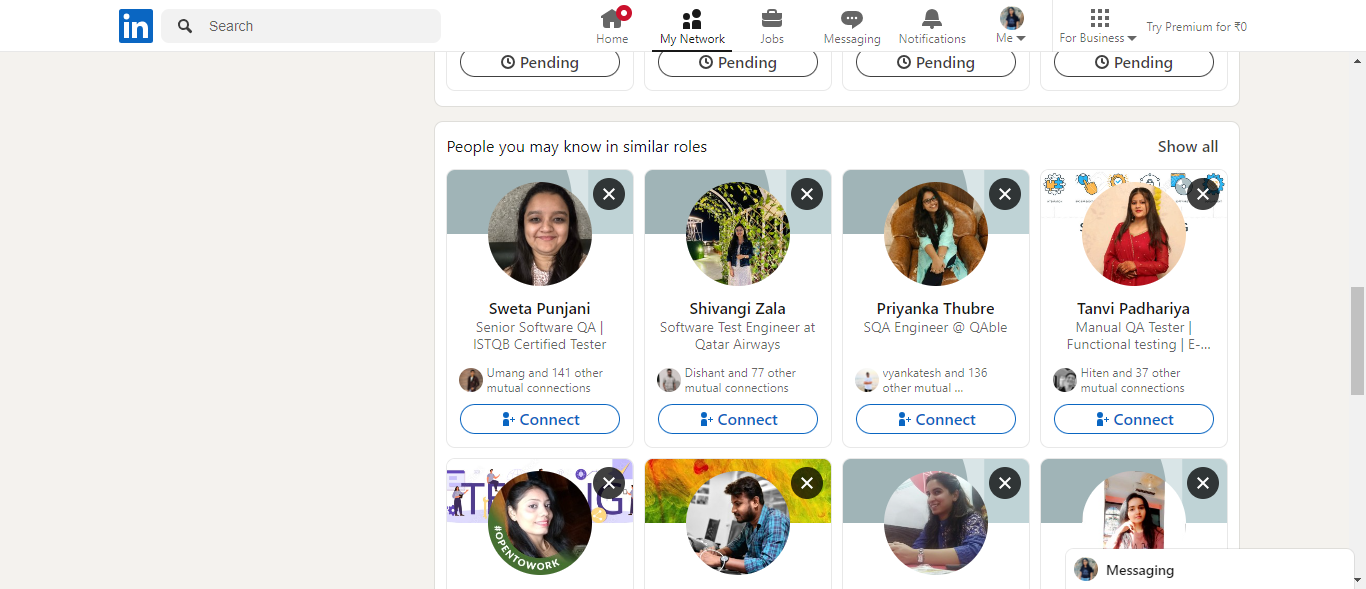 in
Search
Home
My Network
Jobs
Messaging
Notifications
Me
For Business
Try Premium for ₹0
Pending
Pending
Pending
Pending
People you may know in similar roles
Show all
Sweta Punjani
Senior Software QA |
ISTQB Certified Tester
Umang and 141 other
mutual connections
Connect
Shivangi Zala
Software Test Engineer at
Qatar Airways
Dishant and 77 other
mutual connections
Connect
Priyanka Thubre
SQA Engineer @ QAble
vyankatesh and 136
other mutual ...
Connect
Tanvi Padhariya
Manual QA Tester |
Functional testing | E-...
Hiten and 37 other
mutual connections
Connect
#OPENTOWORK
Messaging